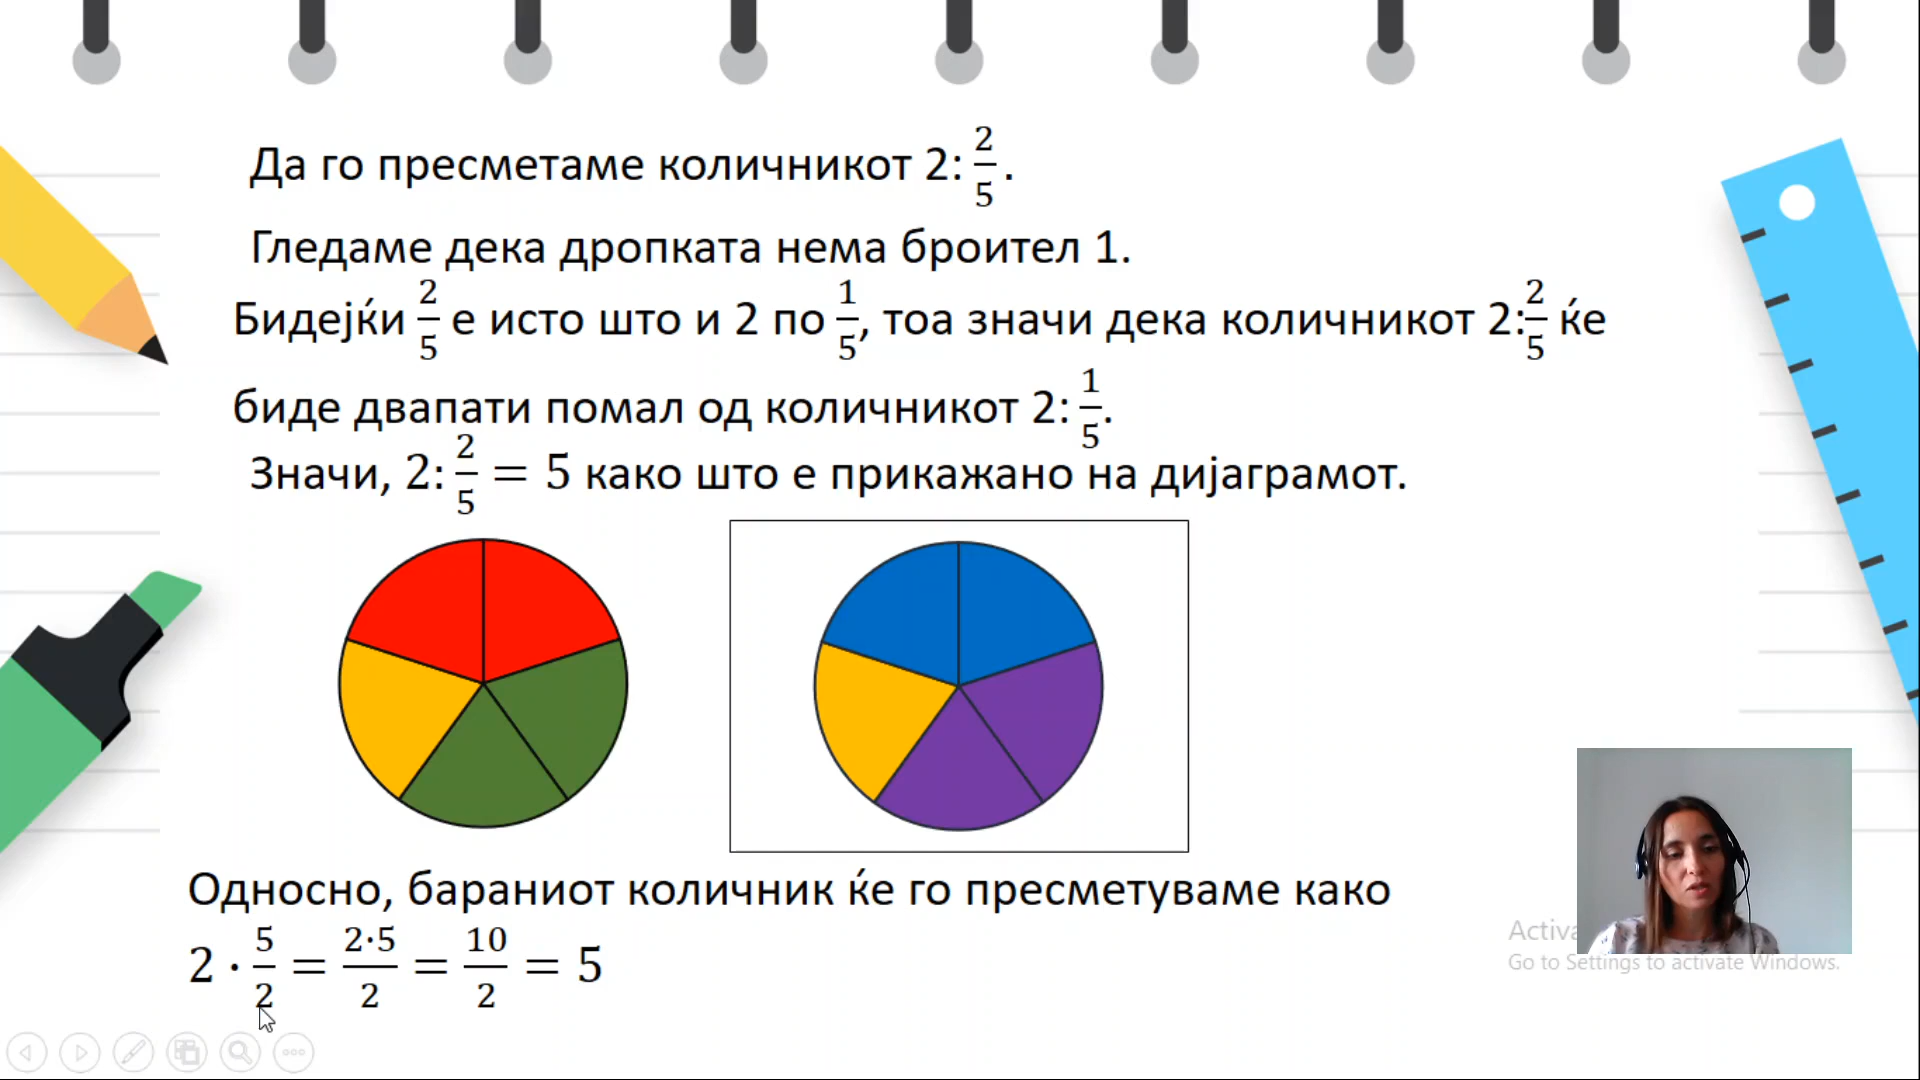 Да го пресметаме количникот 2: 2/5.
Гледаме дека дропката нема броител 1.
Бидејќи 2/5 е исто што и 2 по 1/5, тоа значи дека количникот 2: 2/5 ќе
биде двапати помал од количникот 2: 1/5.
Значи, 2: 2/5 = 5 како што е прикажано на дијаграмот.
Односно, бараниот количник ќе го пресметуваме како
2 · 5/2 = 2·5/2 = 10/2 = 5
Go to Settings to activate Windows.